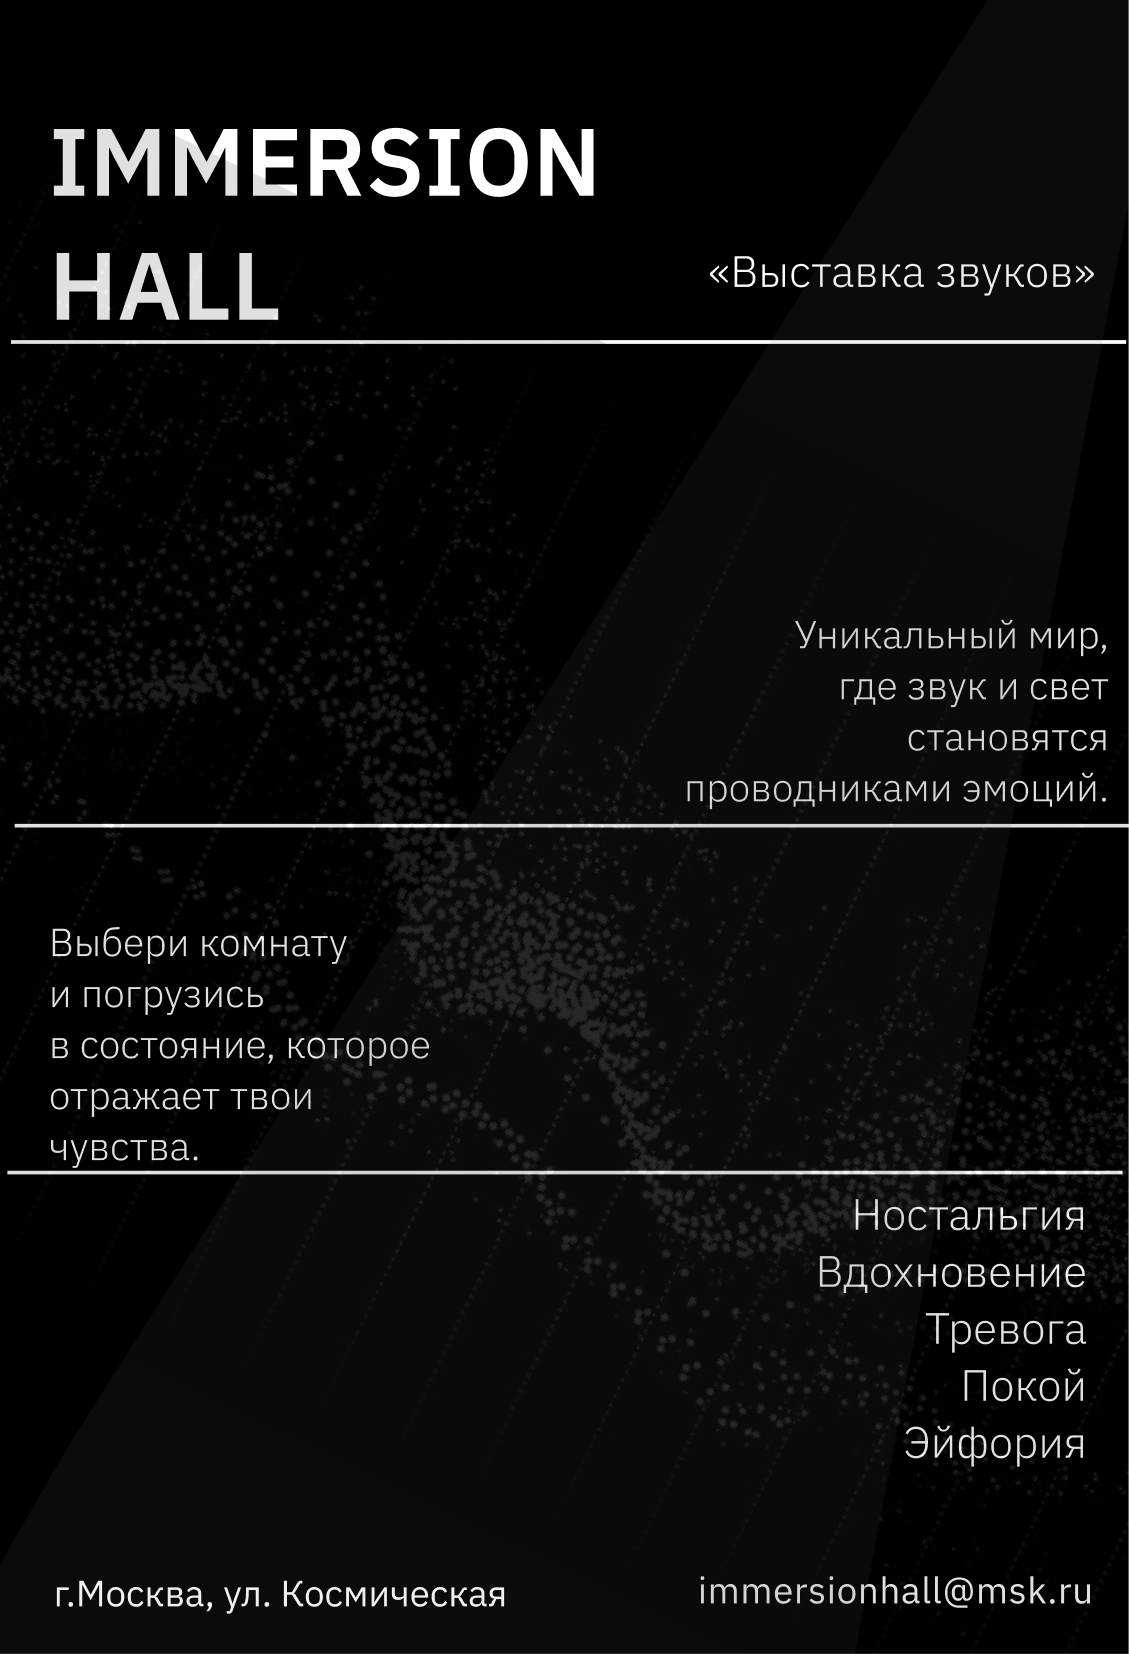 IMMERSION
HALL
«Выставка звуков»
Уникальный мир,
где звук и свет
становятся
проводниками эмоций.
Выбери комнату
и погрузись
в состояние, которое
отражает твои
чувства.
Ностальгия
Вдохновение
Тревога
Покой
Эйфория
г.Москва, ул. Космическая
immersionhall@msk.ru